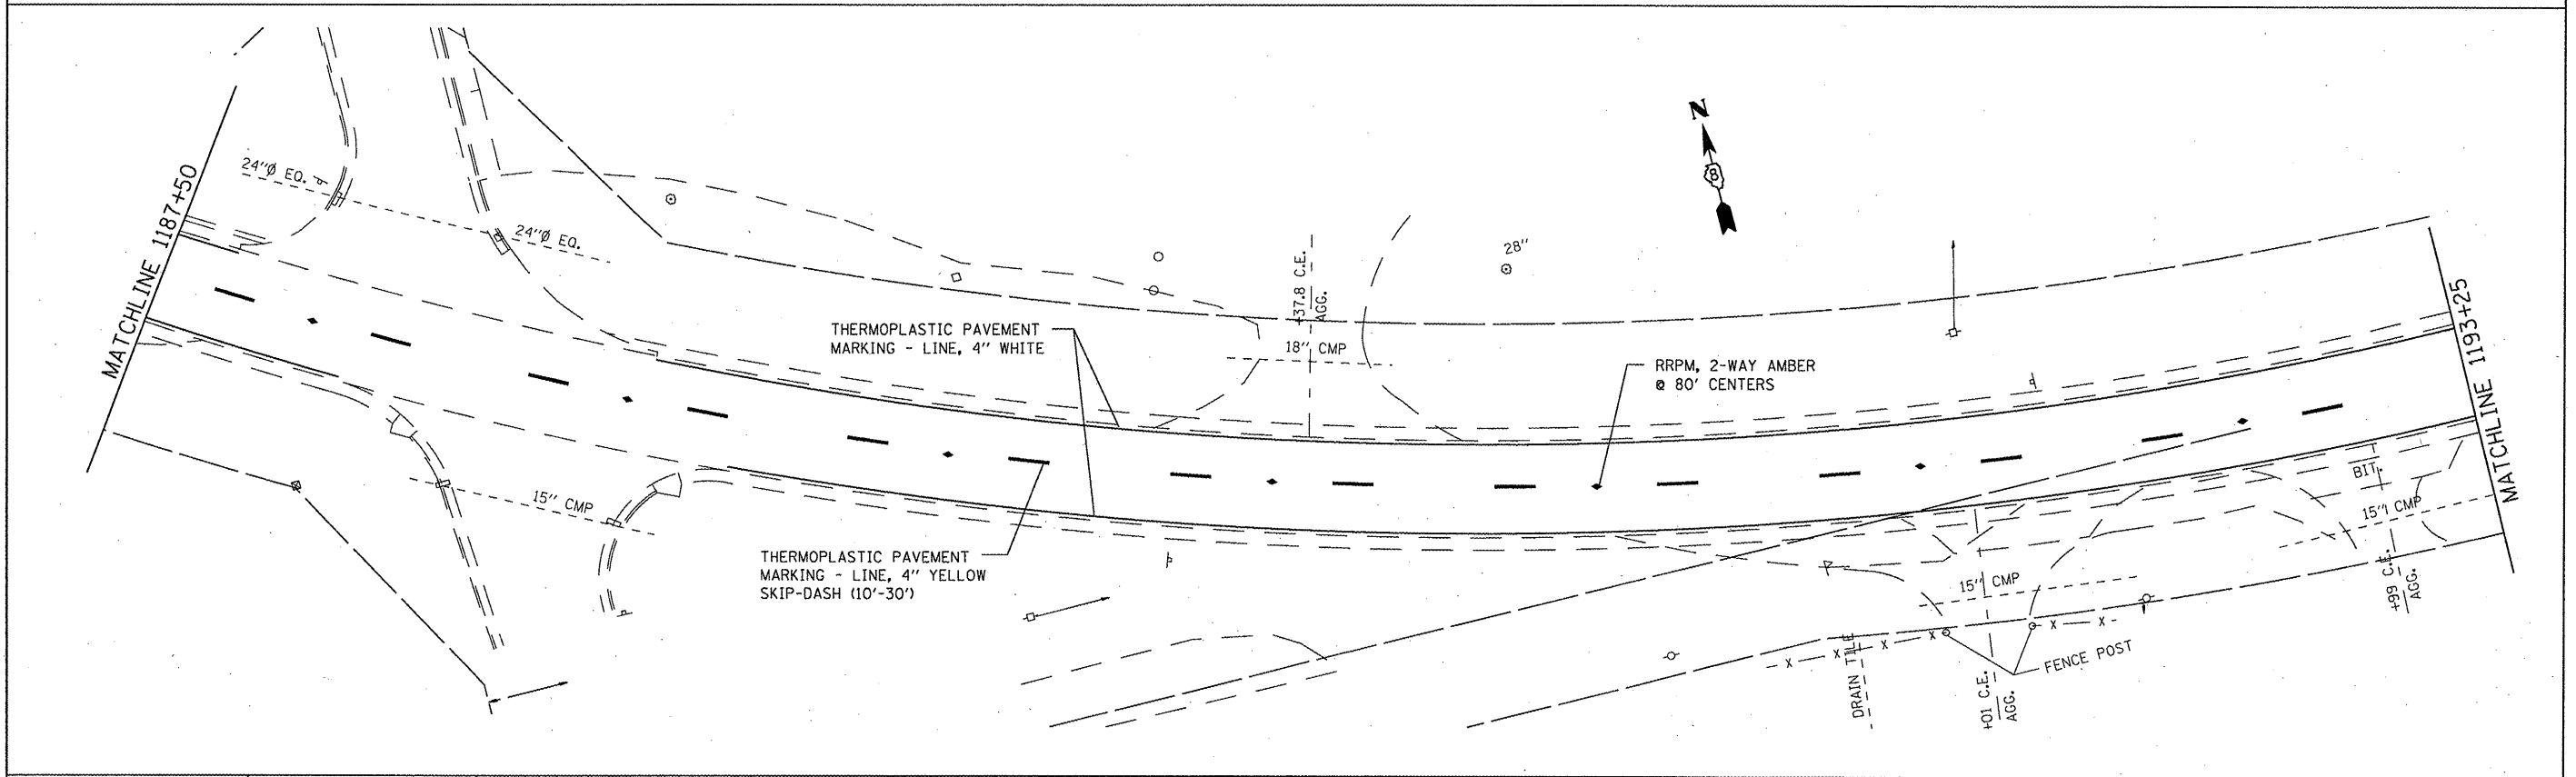 MATCHLINE 1187+50
24"Ø EQ.
24"Ø EQ.
15" CMP
THERMOPLASTIC PAVEMENT
MARKING - LINE, 4" WHITE
THERMOPLASTIC PAVEMENT
MARKING - LINE, 4" YELLOW
SKIP-DASH (10'-30')
+37.8 C.E.
AGG.
18" CMP
28"
N
8
RRPM, 2-WAY AMBER
@ 80' CENTERS
15" CMP
DRAIN TILE
+01 C.E.
AGG.
FENCE POST
BIT.
15" CMP
+99 C.E.
AGG.
MATCHLINE 1193+25